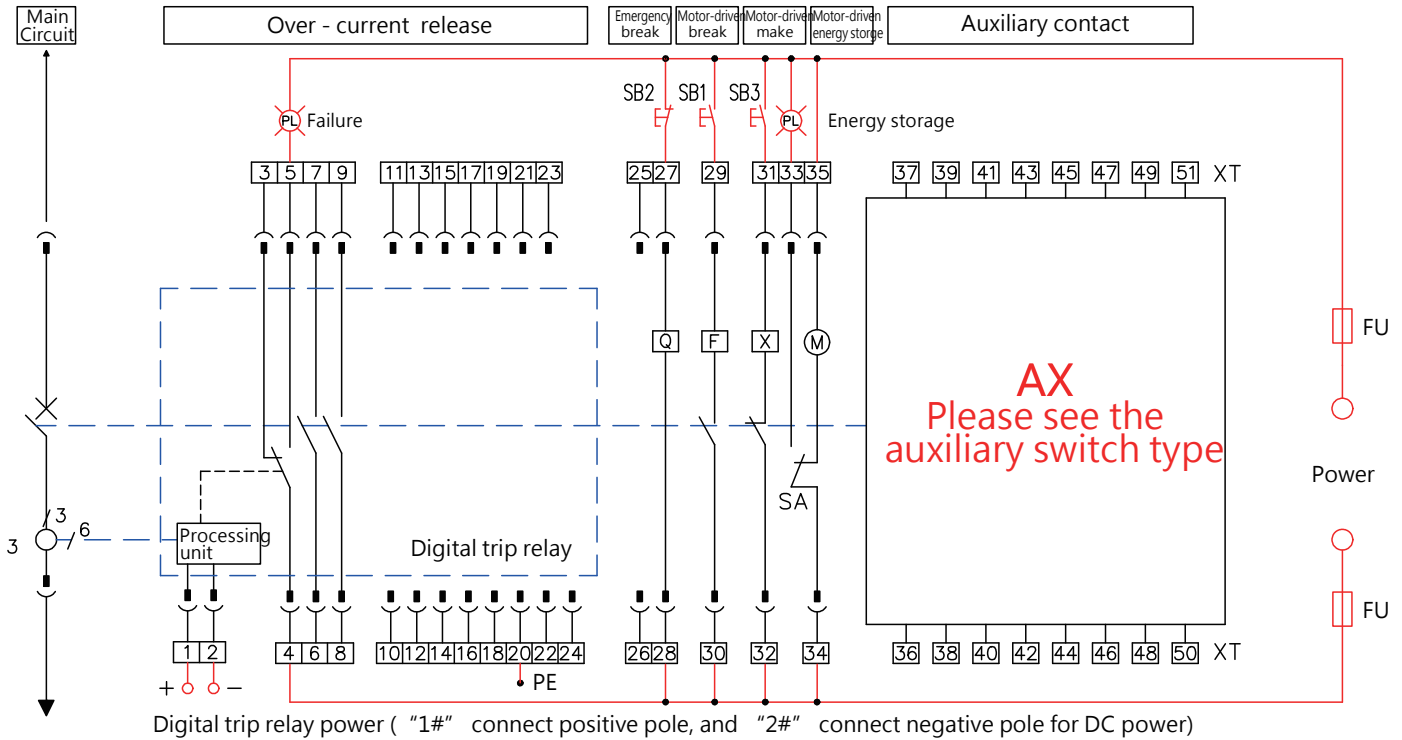 Main
Circuit
Over - current release
Emergency
break
Motor-driven
break
Motor-driven
make
Motor-driven
energy storge
Auxiliary contact
SB2
SB1
SB3
PL
Failure
PL
Energy storage
3 5 7 9
11 13 15 17 19 21 23
25 27
29
31 33 35
37 39 41 43 45 47 49 51 XT
FU
Q
F
X
M
AX
Please see the
auxiliary switch type
Power
SA
3
3
6
Processing
unit
Digital trip relay
FU
1 2
4 6 8
10 12 14 16 18 20 22 24
26 28
30
32
34
36 38 40 42 44 46 48 50 XT
+ −
PE
Digital trip relay power ( “1#” connect positive pole, and “2#” connect negative pole for DC power)